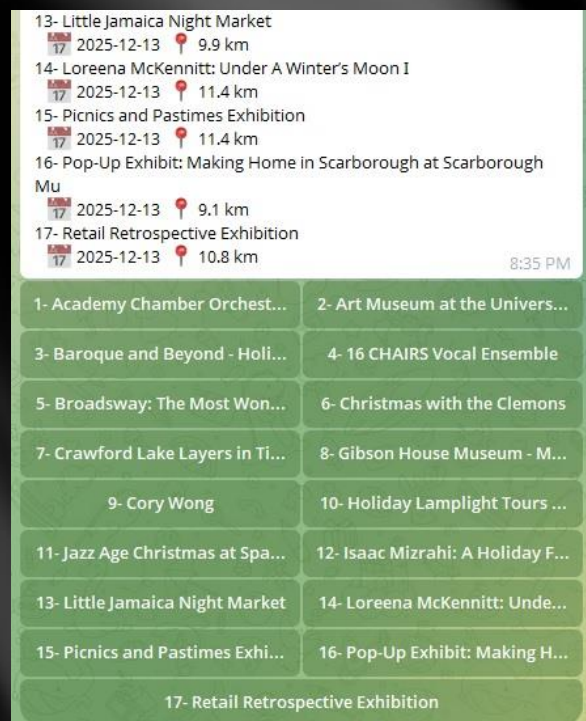 13- Little Jamaica Night Market
17 2025-12-13 9.9 km
14- Loreena McKennitt: Under A Winter's Moon I
17 2025-12-13 11.4 km
15- Picnics and Pastimes Exhibition
17 2025-12-13 11.4 km
16- Pop-Up Exhibit: Making Home in Scarborough at Scarborough
Mu
17 2025-12-13 9.1 km
17- Retail Retrospective Exhibition
17 2025-12-13 10.8 km
8:35 PM
1- Academy Chamber Orchest...
2- Art Museum at the Univers...
3- Baroque and Beyond - Holi...
4- 16 CHAIRS Vocal Ensemble
5- Broadsway: The Most Won...
6- Christmas with the Clemons
7- Crawford Lake Layers in Ti...
8- Gibson House Museum - M...
9- Cory Wong
10- Holiday Lamplight Tours ...
11- Jazz Age Christmas at Spa...
12- Isaac Mizrahi: A Holiday F...
13- Little Jamaica Night Market
14- Loreena McKennitt: Unde...
15- Picnics and Pastimes Exhi...
16- Pop-Up Exhibit: Making H...
17- Retail Retrospective Exhibition